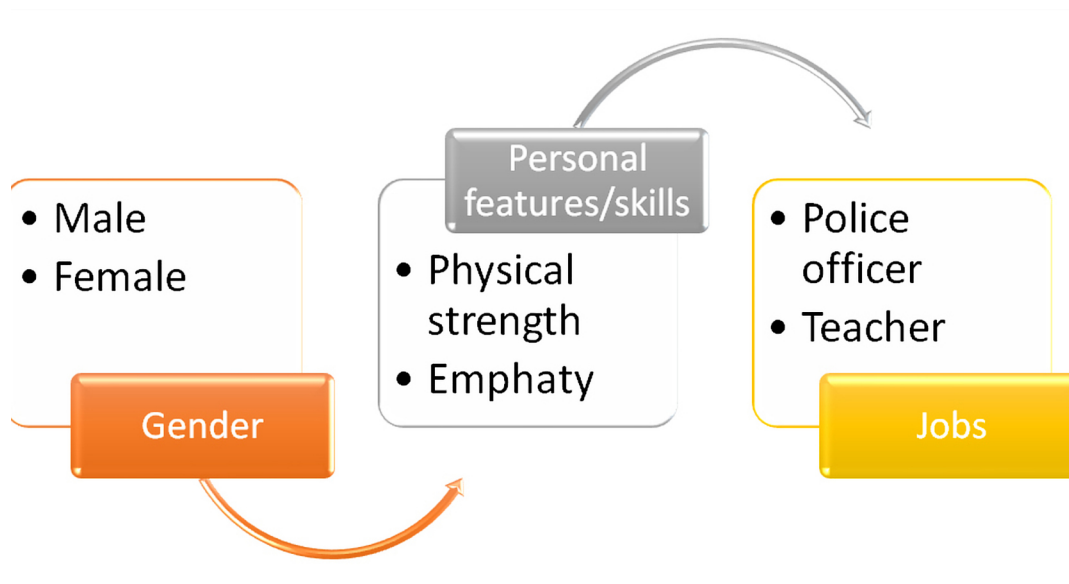 • Male
• Female
Gender
Personal
features/skills
• Physical
strength
• Emphaty
• Police
officer
• Teacher
Jobs